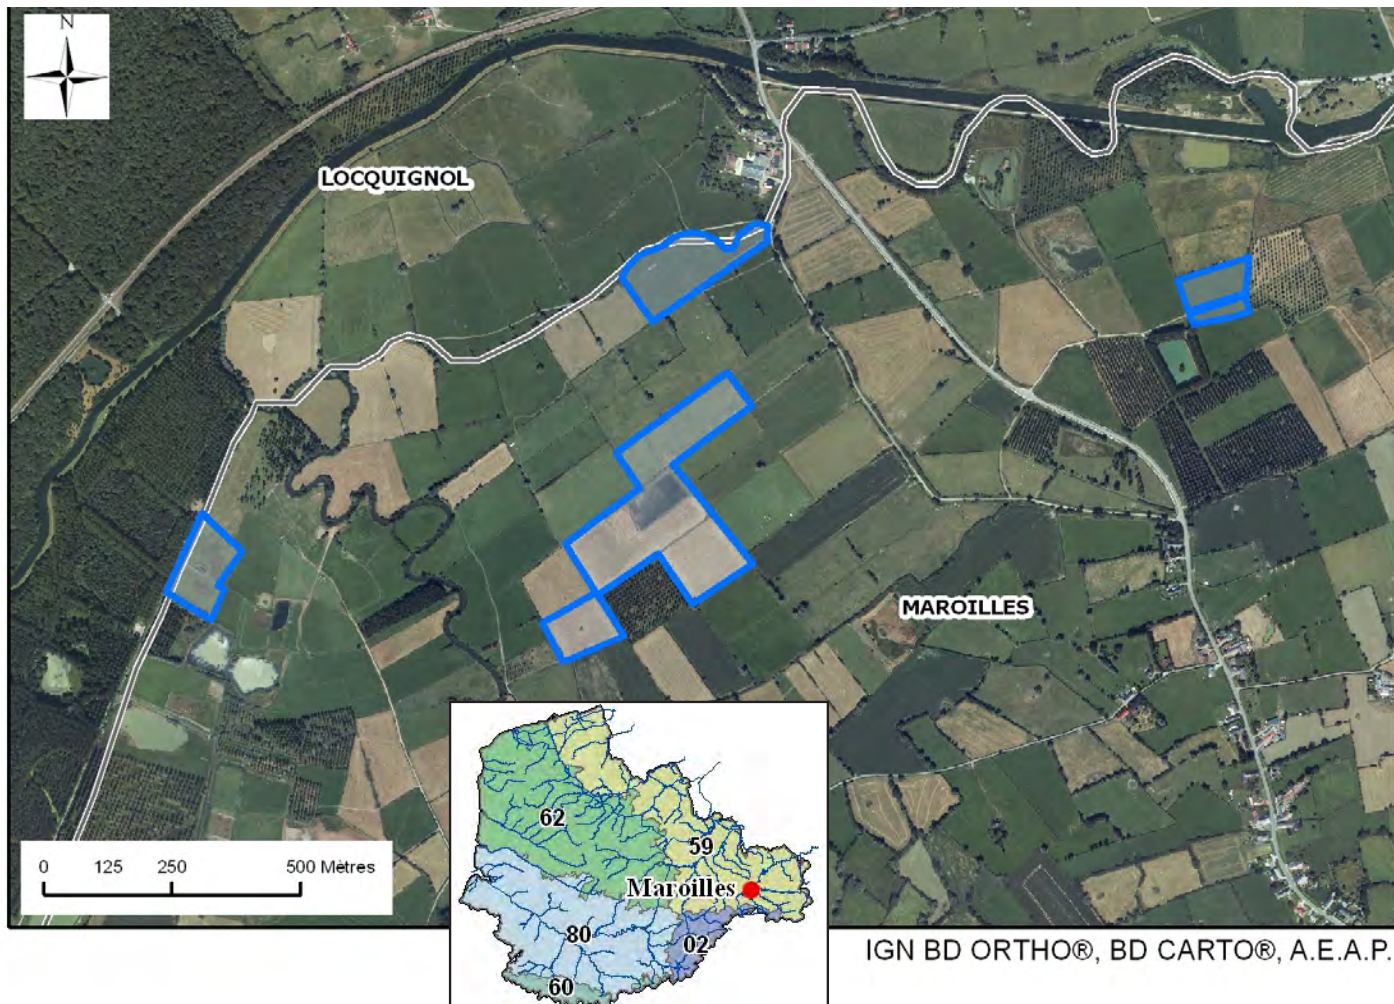 N
LOCQUIGNOL
MAROILLES
0 125 250 500 Mètres
62
59
Maroilles
80
02
60
IGN BD ORTHO®, BD CARTO®, A.E.A.P.